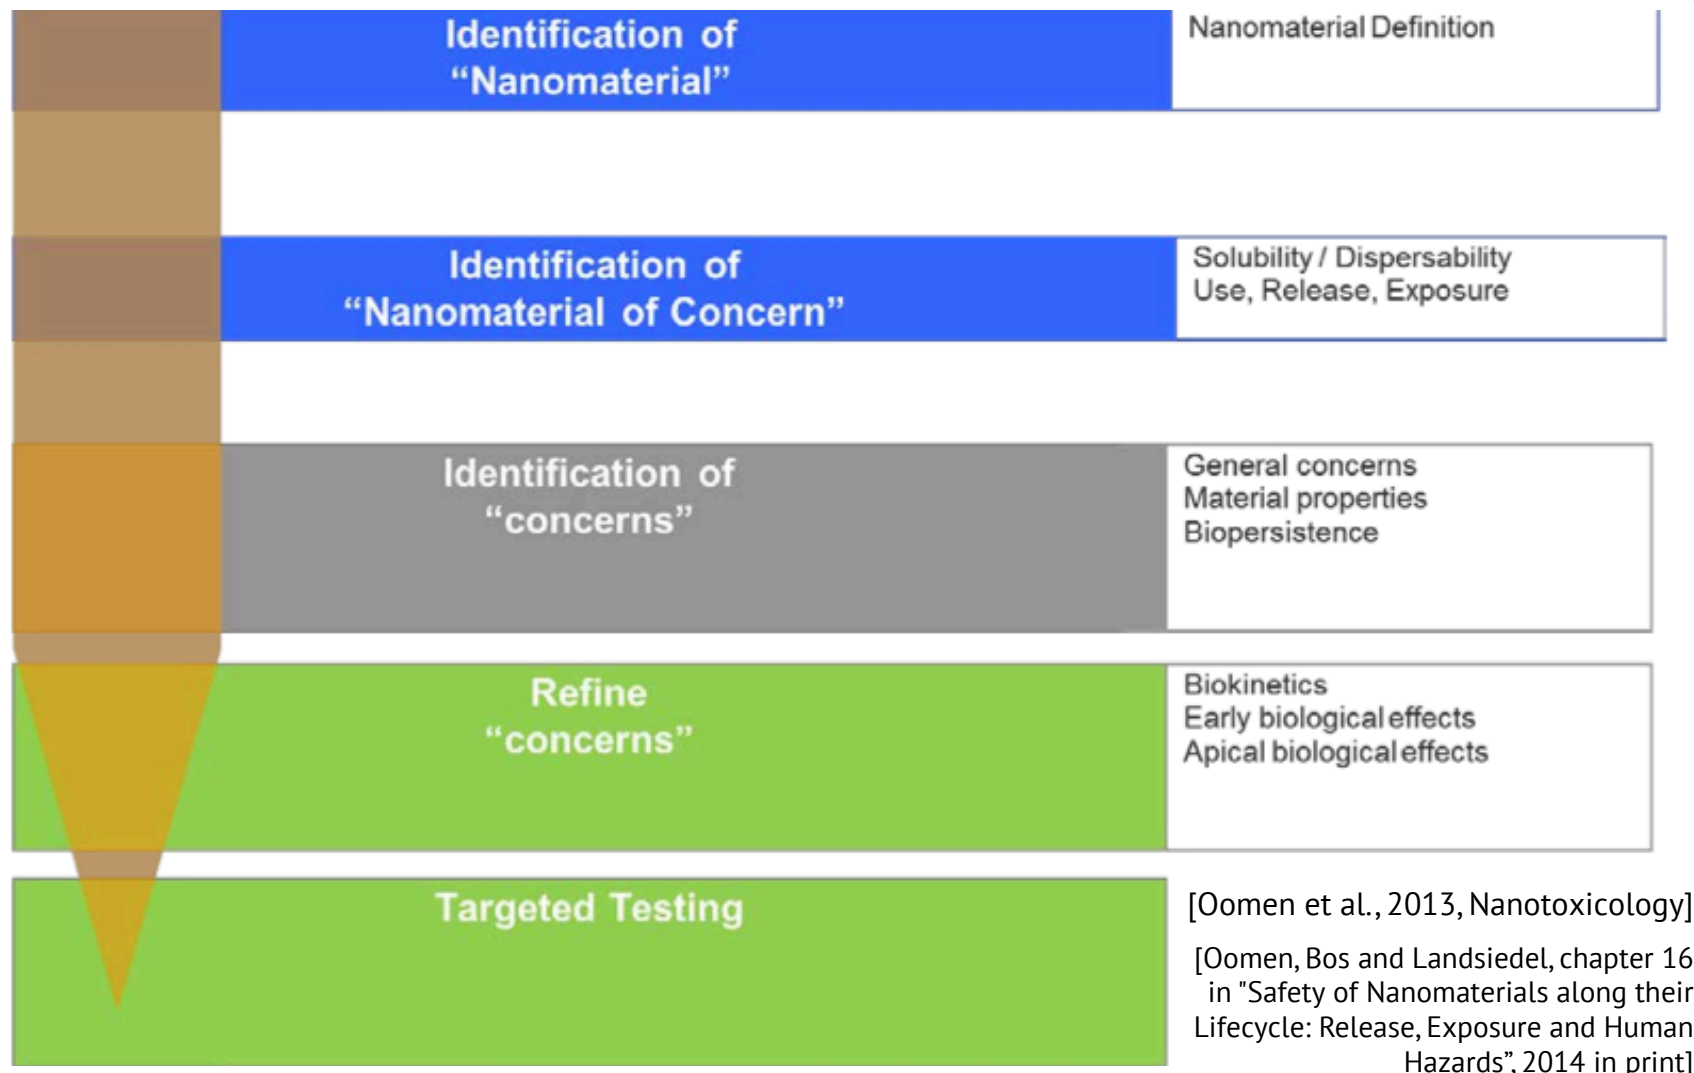 Identification of
“Nanomaterial”
Nanomaterial Definition
Identification of
“Nanomaterial of Concern”
Solubility / Dispersability
Use, Release, Exposure
Identification of
“concerns”
General concerns
Material properties
Biopersistence
Refine
“concerns”
Biokinetics
Early biological effects
Apical biological effects
Targeted Testing
[Oomen et al., 2013, Nanotoxicology]
[Oomen, Bos and Landsiedel, chapter 16
in "Safety of Nanomaterials along their
Lifecycle: Release, Exposure and Human
Hazards”, 2014 in print]